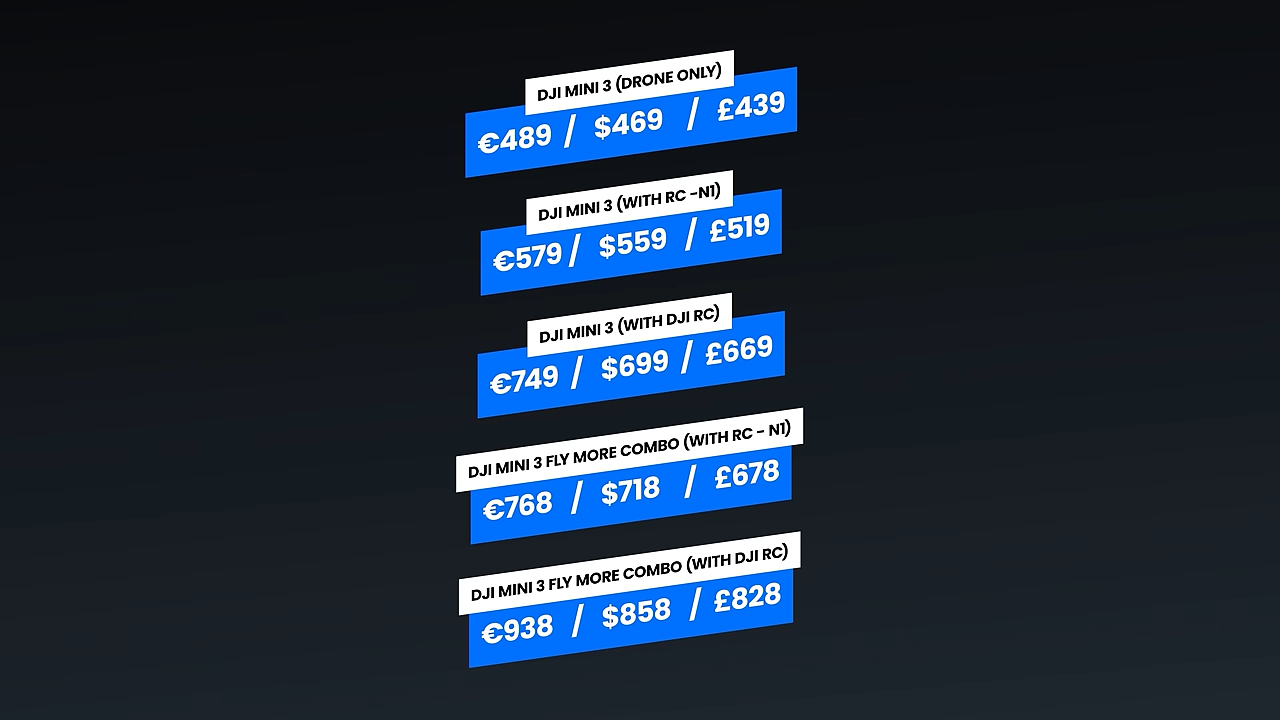 DJI MINI 3 (DRONE ONLY)
€489 / $469 / £439
DJI MINI 3 (WITH RC -N1)
€579 / $559 / £519
DJI MINI 3 (WITH DJI RC)
€749 / $699 / £669
DJI MINI 3 FLY MORE COMBO (WITH RC - N1)
€768 / $718 / £678
DJI MINI 3 FLY MORE COMBO (WITH DJI RC)
€938 / $858 / £828